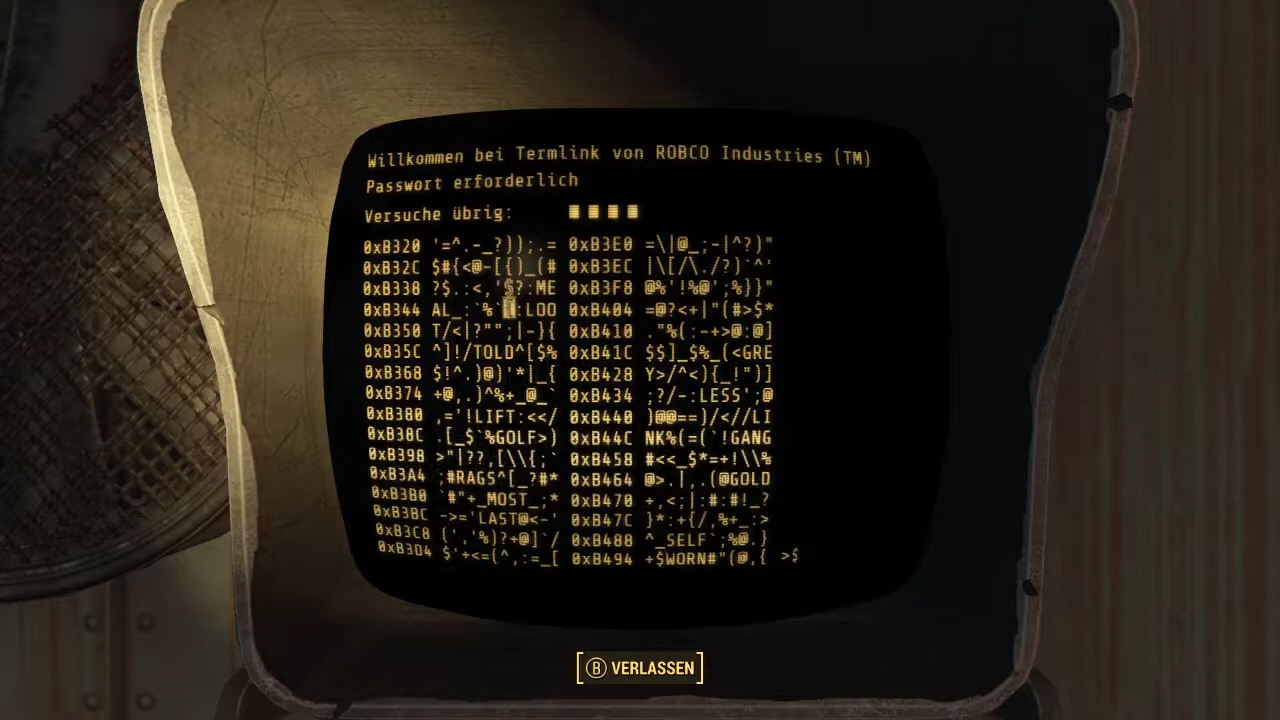 Willkommen bei Termlink von ROBCO Industries (TM)
Passwort erforderlich
Versuche übrig: ■ ■ ■ ■
0xB320 '=^.-_?));.= 0xB3E0 =\|@_;-|^?)"
0xB32C $#{<@-[{)_(# 0xB3EC |\[/\./?)`^'
0xB338 ?$.:<,'$?:ME 0xB3F8 @%'!%@';%}}"
0xB344 AL_:`%`[:LOO 0xB404 =@?<+|"(#>$*
0xB350 T/<|?"";|-}{ 0xB410 ."%(:-+>@:@]
0xB35C ^]!/TOLD^[$% 0xB41C $$]_$%_(<GRE
0xB368 $!^.)@)'*|_{ 0xB428 Y>/^<){_!")]
0xB374 +@,.)^%+_@_` 0xB434 ;?/-:LESS';@
0xB380 ,='!LIFT:<</ 0xB440 )@@==)/<//LI
0xB38C .[_$`%GOLF>) 0xB44C NK%(=(`!GANG
0xB398 >"|??,[\\{;` 0xB458 #<<_$*=+!\\%
0xB3A4 ;#RAGS^[_?#* 0xB464 @>.|,.(@GOLD
0xB3B0 `#"+_MOST_;* 0xB470 +,<;|:#:#!_?
0xB3BC ->='LAST@<-' 0xB47C }*:+{/,%+_:>
0xB3C8 (','%)?+@]`/ 0xB488 ^_SELF`;%@.}
0xB3D4 $'+<=(^,:=_[ 0xB494 +$WORN#"(@,{ >$
B VERLASSEN